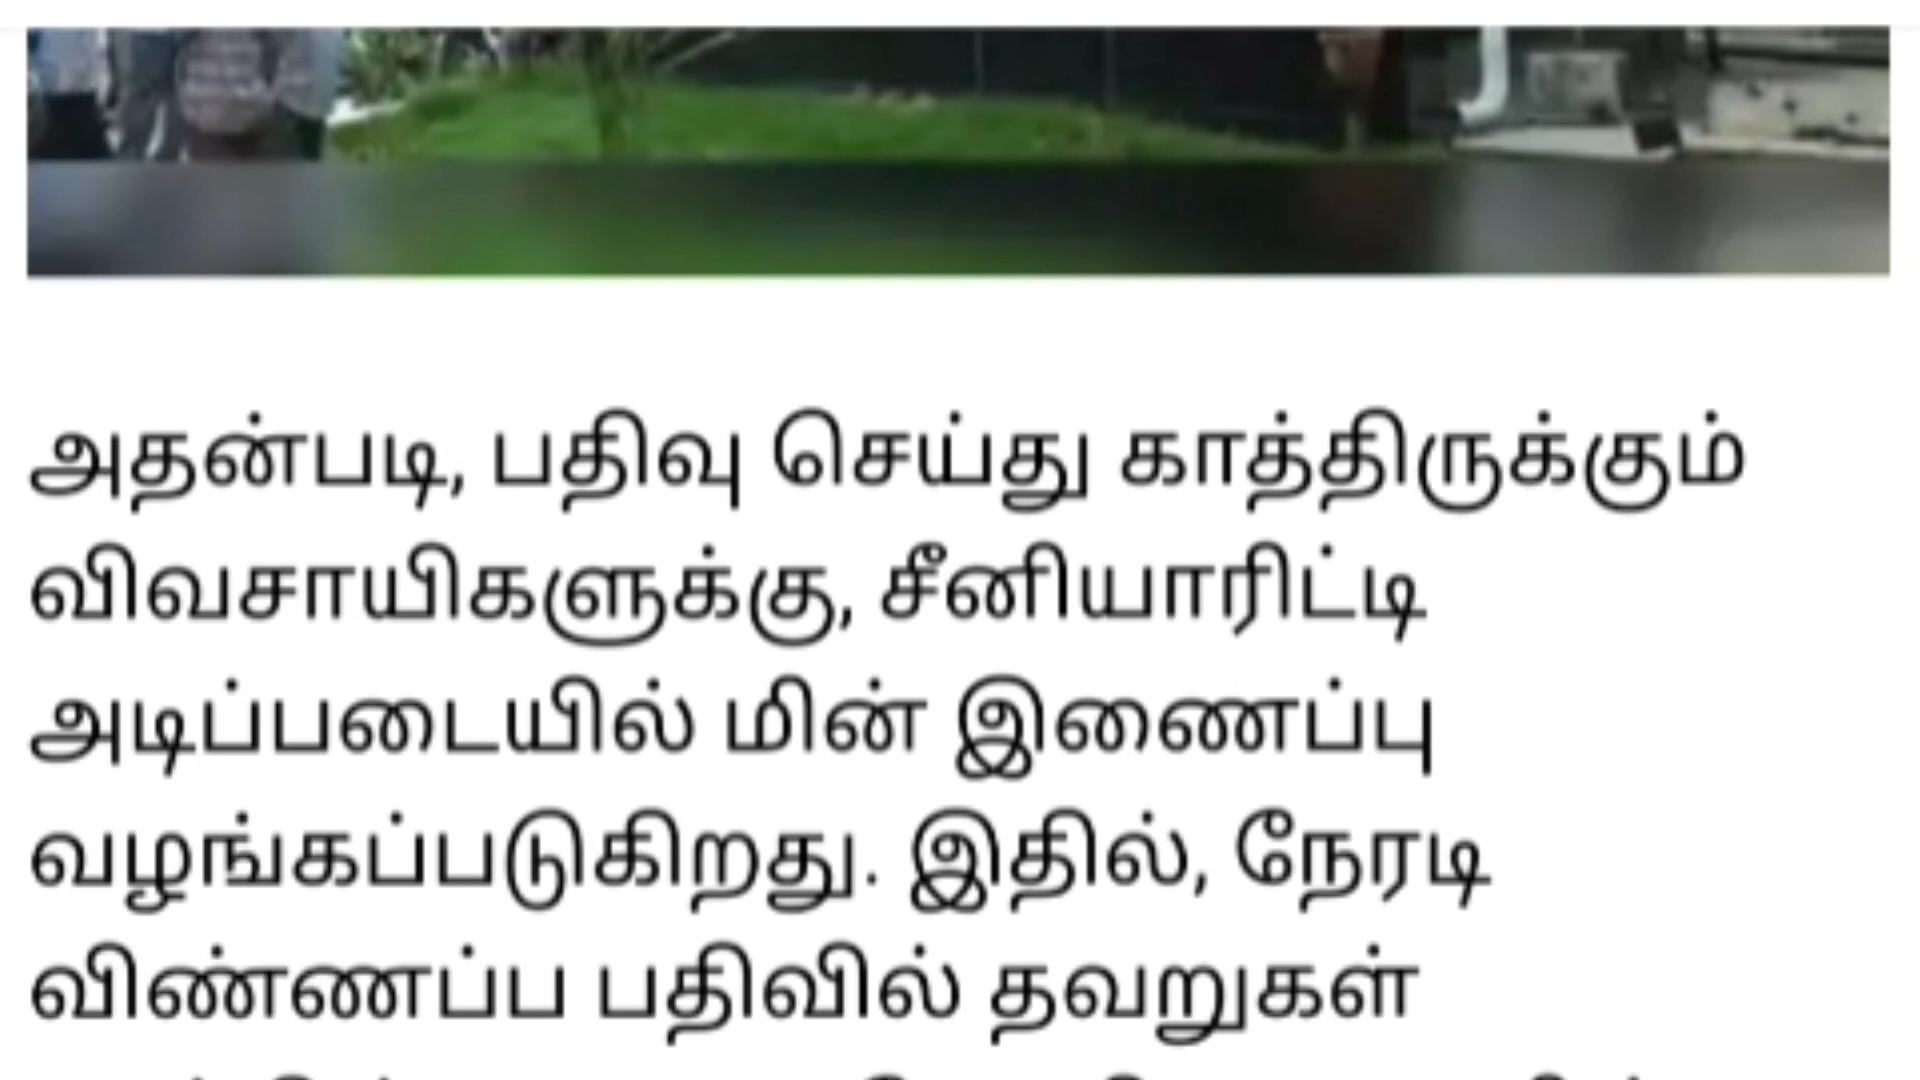 அதன்படி, பதிவு செய்து காத்திருக்கும்
விவசாயிகளுக்கு, சீனியாரிட்டி
அடிப்படையில் மின் இணைப்பு
வழங்கப்படுகிறது. இதில், நேரடி
விண்ணப்ப பதிவில் தவறுகள்